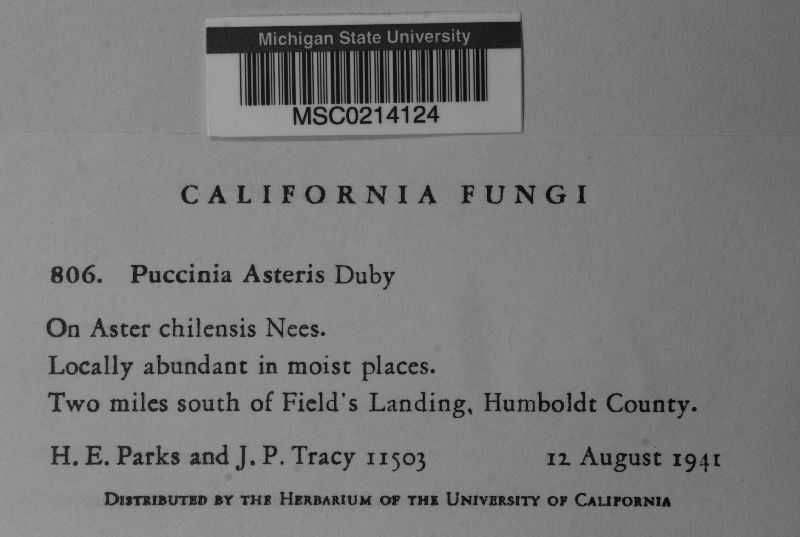 Michigan State University
MSC0214124
CALIFORNIA FUNGI
806. Puccinia Asteris Duby
On Aster chilensis Nees.
Locally abundant in moist places.
Two miles south of Field's Landing, Humboldt County.
H. E. Parks and J. P. Tracy 11503 12 August 1941
DISTRIBUTED BY THE HERBARIUM OF THE UNIVERSITY OF CALIFORNIA